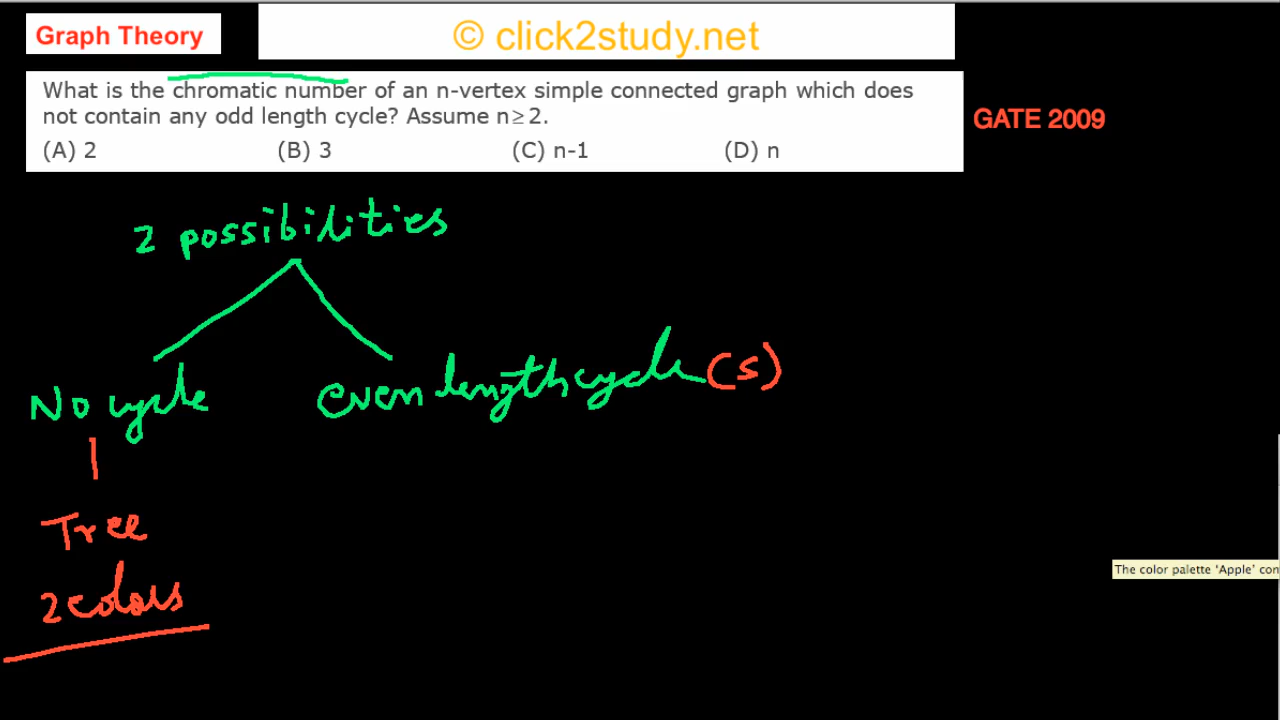 Graph Theory
© click2study.net
What is the chromatic number of an n-vertex simple connected graph which does
not contain any odd length cycle? Assume n≥2.
(A) 2 (B) 3 (C) n-1 (D) n
GATE 2009
2 possibilities
No cycle
even length cycle(s)
Tree
2 colors
The color palette 'Apple' con